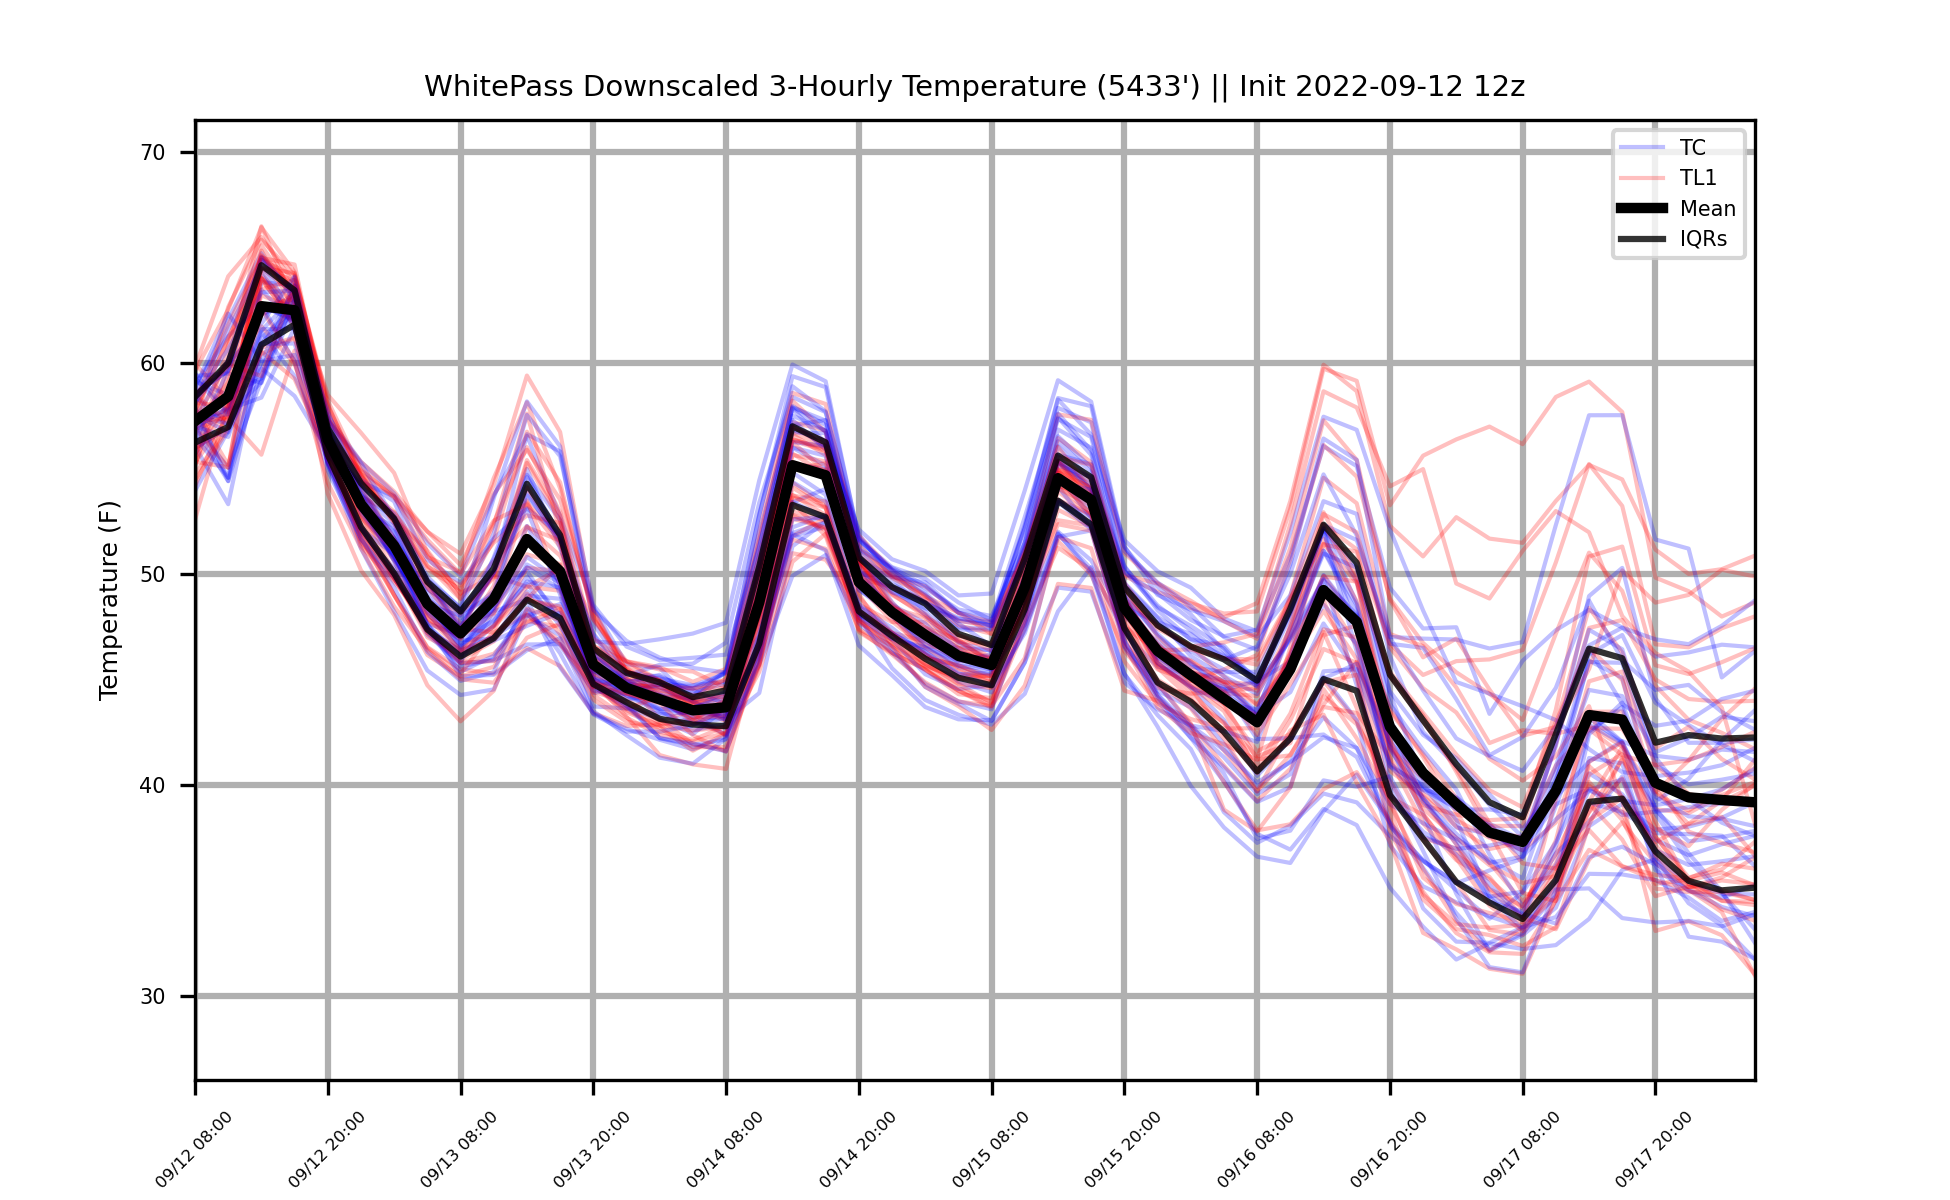 WhitePass Downscaled 3-Hourly Temperature (5433') || Init 2022-09-12 12z
TC
TL1
Mean
IQRs
Temperature (F)
70
60
50
40
30
09/12 08:00
09/12 20:00
09/13 08:00
09/13 20:00
09/14 08:00
09/14 20:00
09/15 08:00
09/15 20:00
09/16 08:00
09/16 20:00
09/17 08:00
09/17 20:00